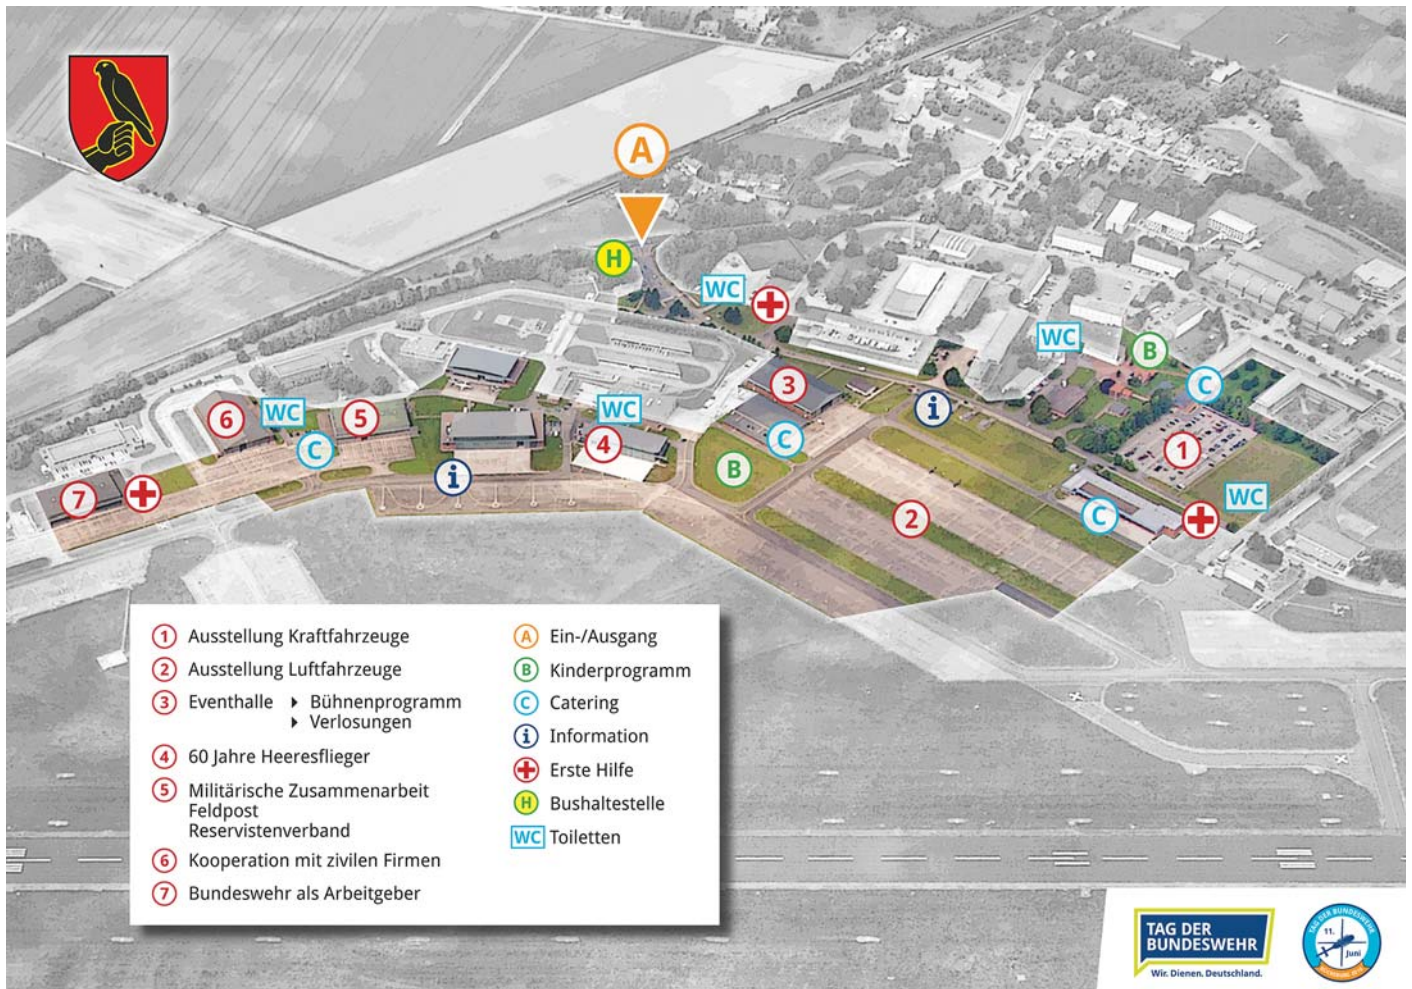 A
H
WC
WC
B
3
C
6
WC
5
WC
i
4
C
1
C
B
i
7
2
C
WC
1 Ausstellung Kraftfahrzeuge
2 Ausstellung Luftfahrzeuge
3 Eventhalle Bühnenprogramm
Verlosungen
4 60 Jahre Heeresflieger
5 Militärische Zusammenarbeit
Feldpost
Reservistenverband
6 Kooperation mit zivilen Firmen
7 Bundeswehr als Arbeitgeber
A Ein-/Ausgang
B Kinderprogramm
C Catering
i Information
Erste Hilfe
H Bushaltestelle
WC Toiletten
TAG DER
BUNDESWEHR
Wir. Dienen. Deutschland.
TAG DER BUNDESWEHR
11.
Juni